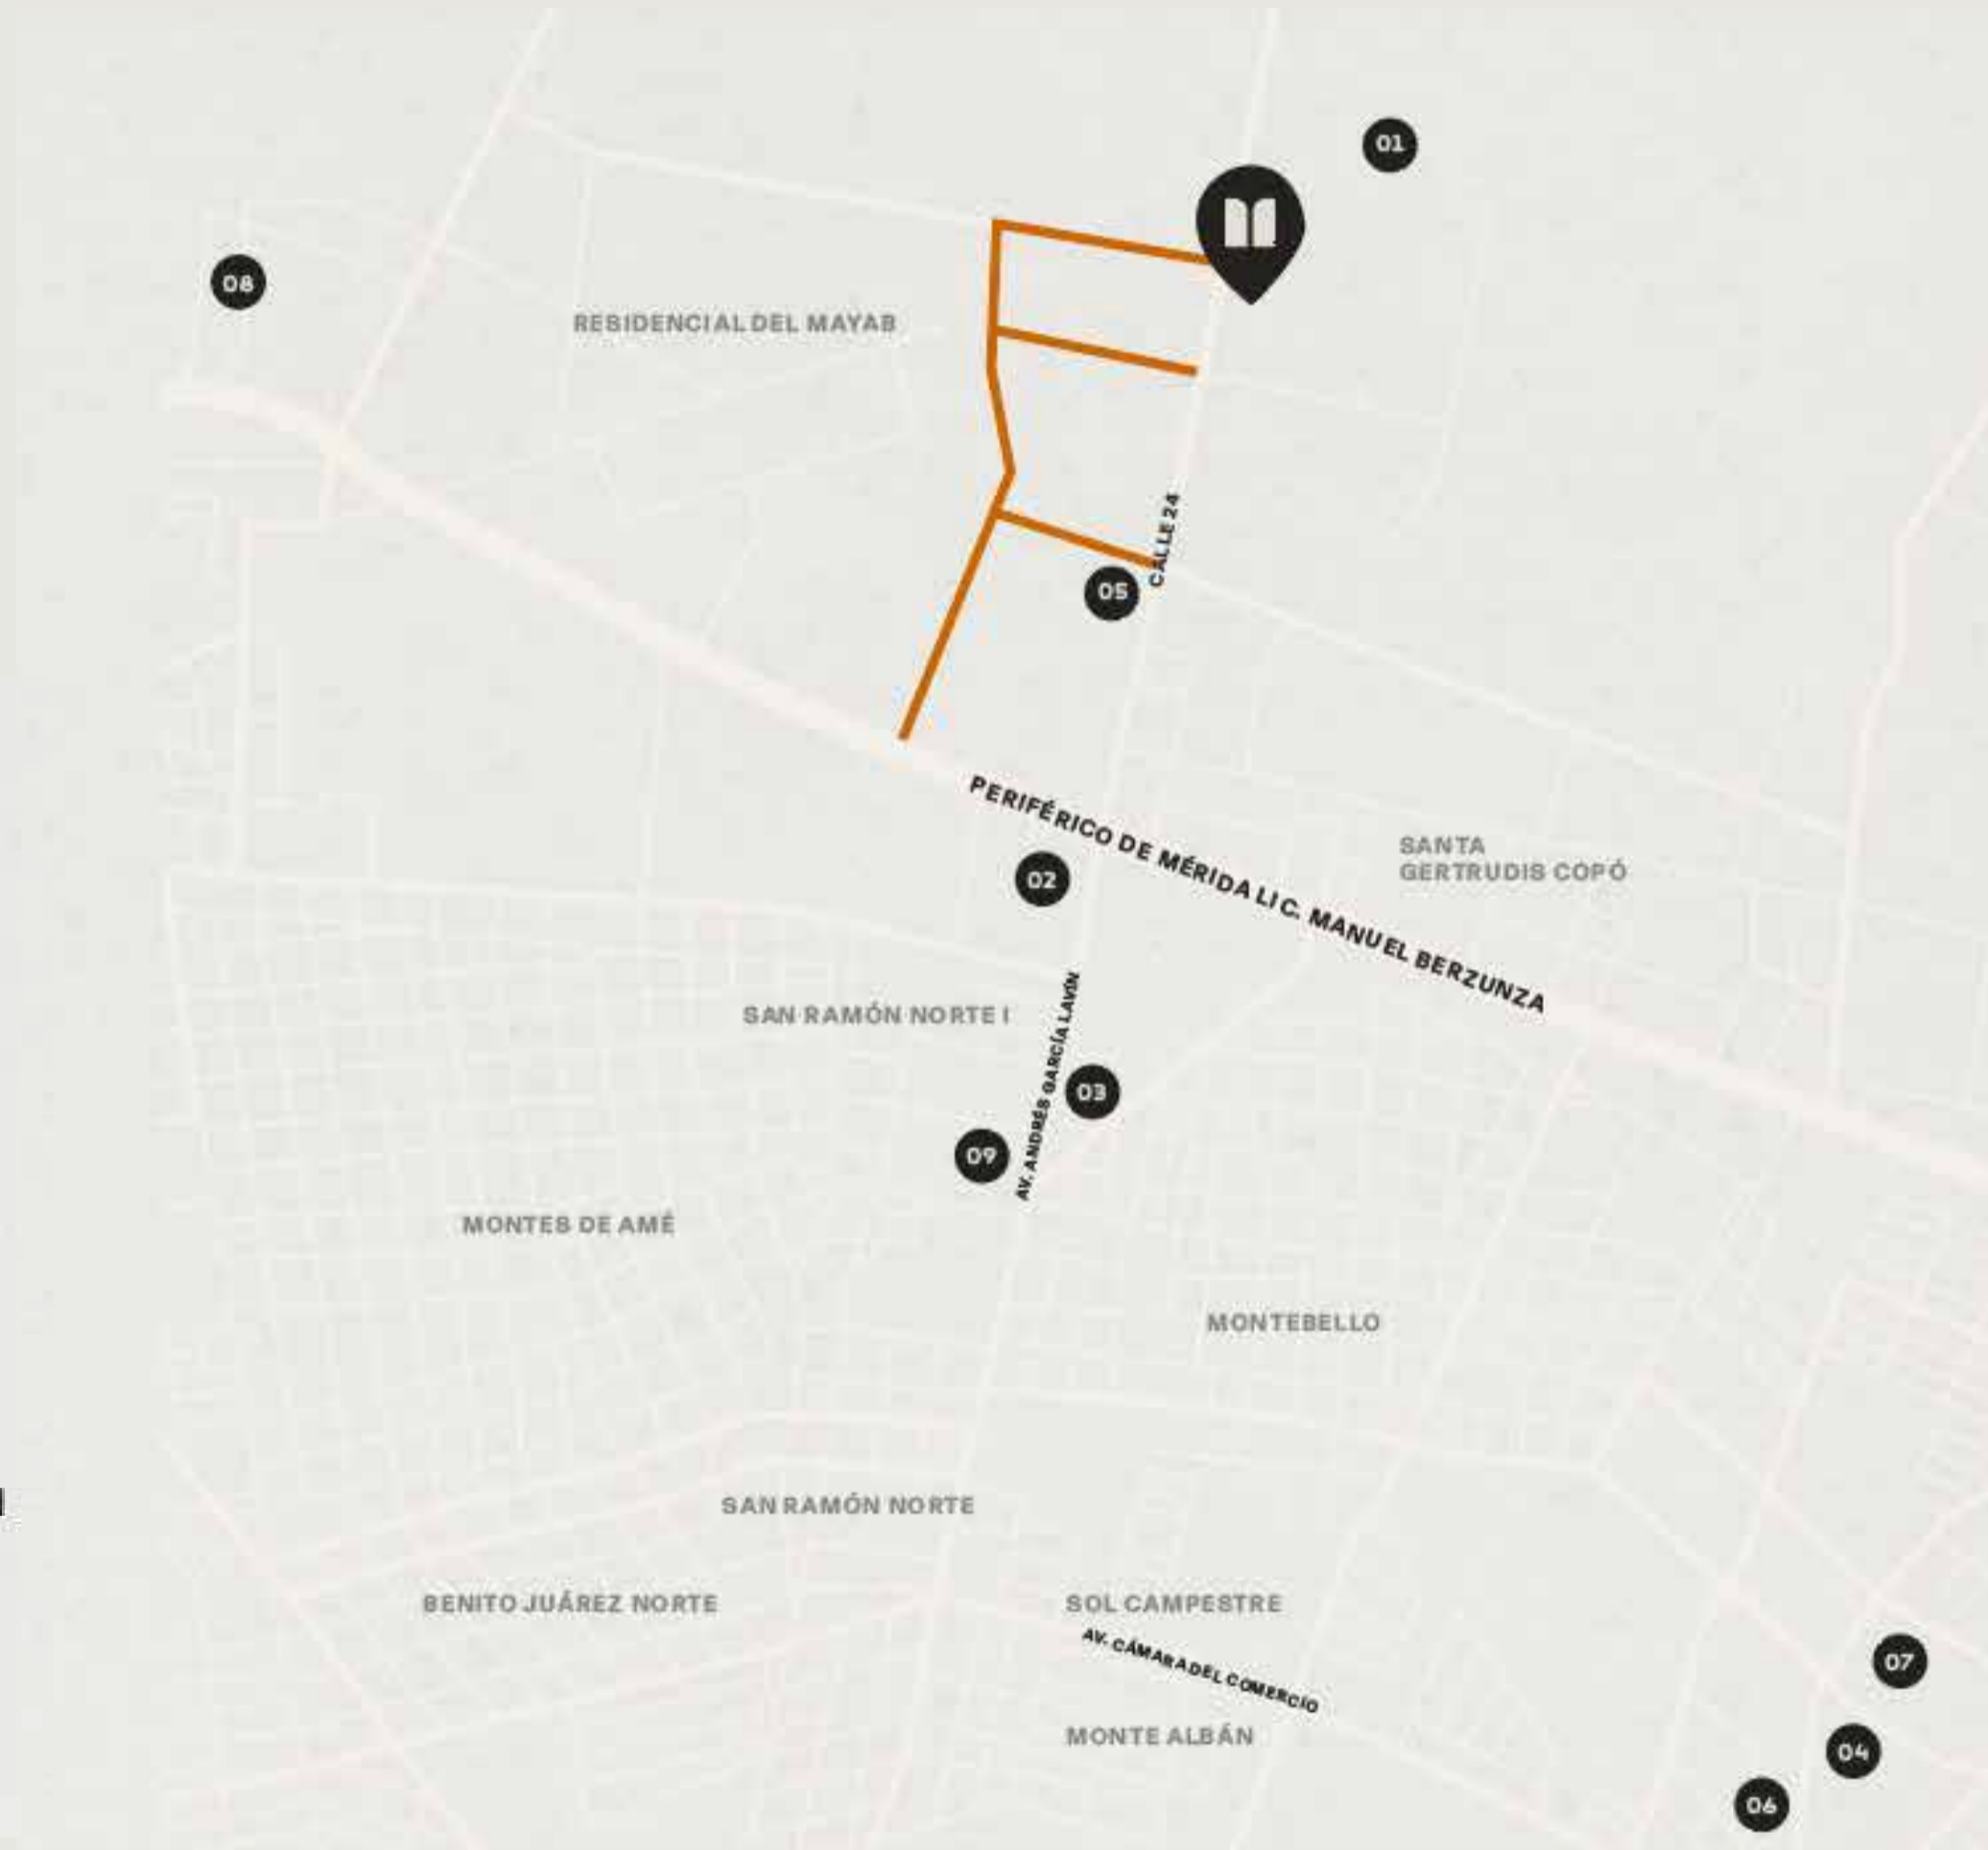 01
08
RESIDENCIAL DEL MAYAB
CALLE 24
05
PERIFÉRICO DE MÉRIDA LIC. MANUEL BERZUNZA
SANTA
GERTRUDIS COPÓ
02
SAN RAMÓN NORTE I
AV. ANDRÉS GARCÍA LAVÍN
03
09
MONTES DE AMÉ
MONTEBELLO
SAN RAMÓN NORTE
BENITO JUÁREZ NORTE
SOL CAMPESTRE
AV. CÁMARA DEL COMERCIO
07
MONTE ALBÁN
04
06